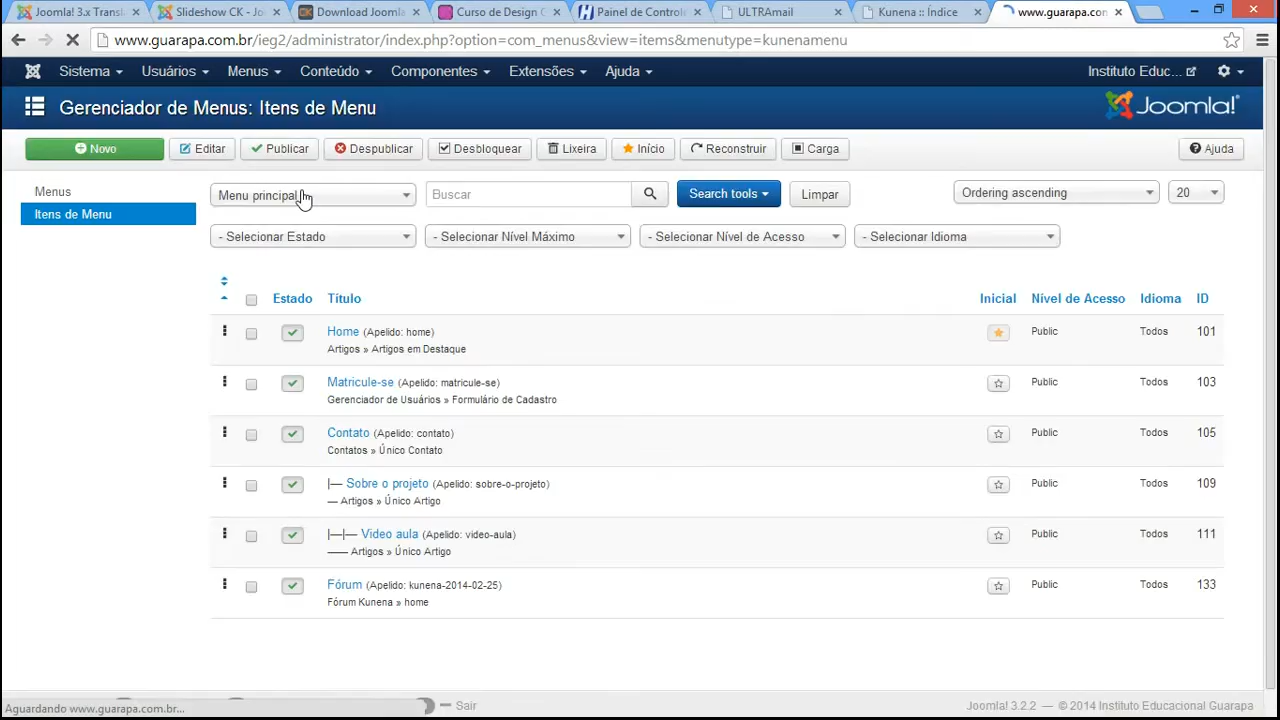 Joomla! 3.x Transl
Slideshow CK - Joo
Download Joomla
Curso de Design G
Painel de Control
ULTRAmail
Kunena :: Índice
www.guarapa.con
www.guarapa.com.br/ieg2/administrator/index.php?option=com_menus&view=items&menutype=kunenamenu
Sistema Usuários Menus Conteúdo Componentes Extensões Ajuda Instituto Educ...
Gerenciador de Menus: Itens de Menu Joomla!
Novo Editar Publicar Despublicar Desbloquear Lixeira Início Reconstruir Carga Ajuda
Menus
Itens de Menu
Menu principal Buscar Search tools Limpar Ordering ascending 20
- Selecionar Estado - Selecionar Nível Máximo - Selecionar Nível de Acesso - Selecionar Idioma
Estado Título Inicial Nível de Acesso Idioma ID
Home (Apelido: home) Public Todos 101
Artigos » Artigos em Destaque
Matricule-se (Apelido: matricule-se) Public Todos 103
Gerenciador de Usuários » Formulário de Cadastro
Contato (Apelido: contato) Public Todos 105
Contatos » Único Contato
|— Sobre o projeto (Apelido: sobre-o-projeto) Public Todos 109
— Artigos » Único Artigo
|—|— Video aula (Apelido: video-aula) Public Todos 111
—— Artigos » Único Artigo
Fórum (Apelido: kunena-2014-02-25) Public Todos 133
Fórum Kunena » home
Aguardando www.guarapa.com.br...
Sair
Joomla! 3.2.2 — © 2014 Instituto Educacional Guarapa